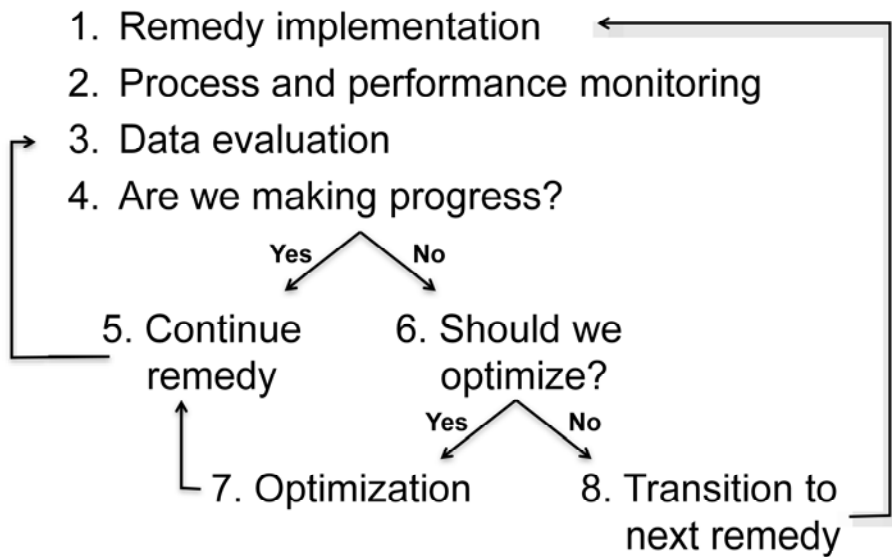 1. Remedy implementation
2. Process and performance monitoring
3. Data evaluation
4. Are we making progress?
Yes
No
5. Continue
remedy
6. Should we
optimize?
Yes
No
7. Optimization
8. Transition to
next remedy